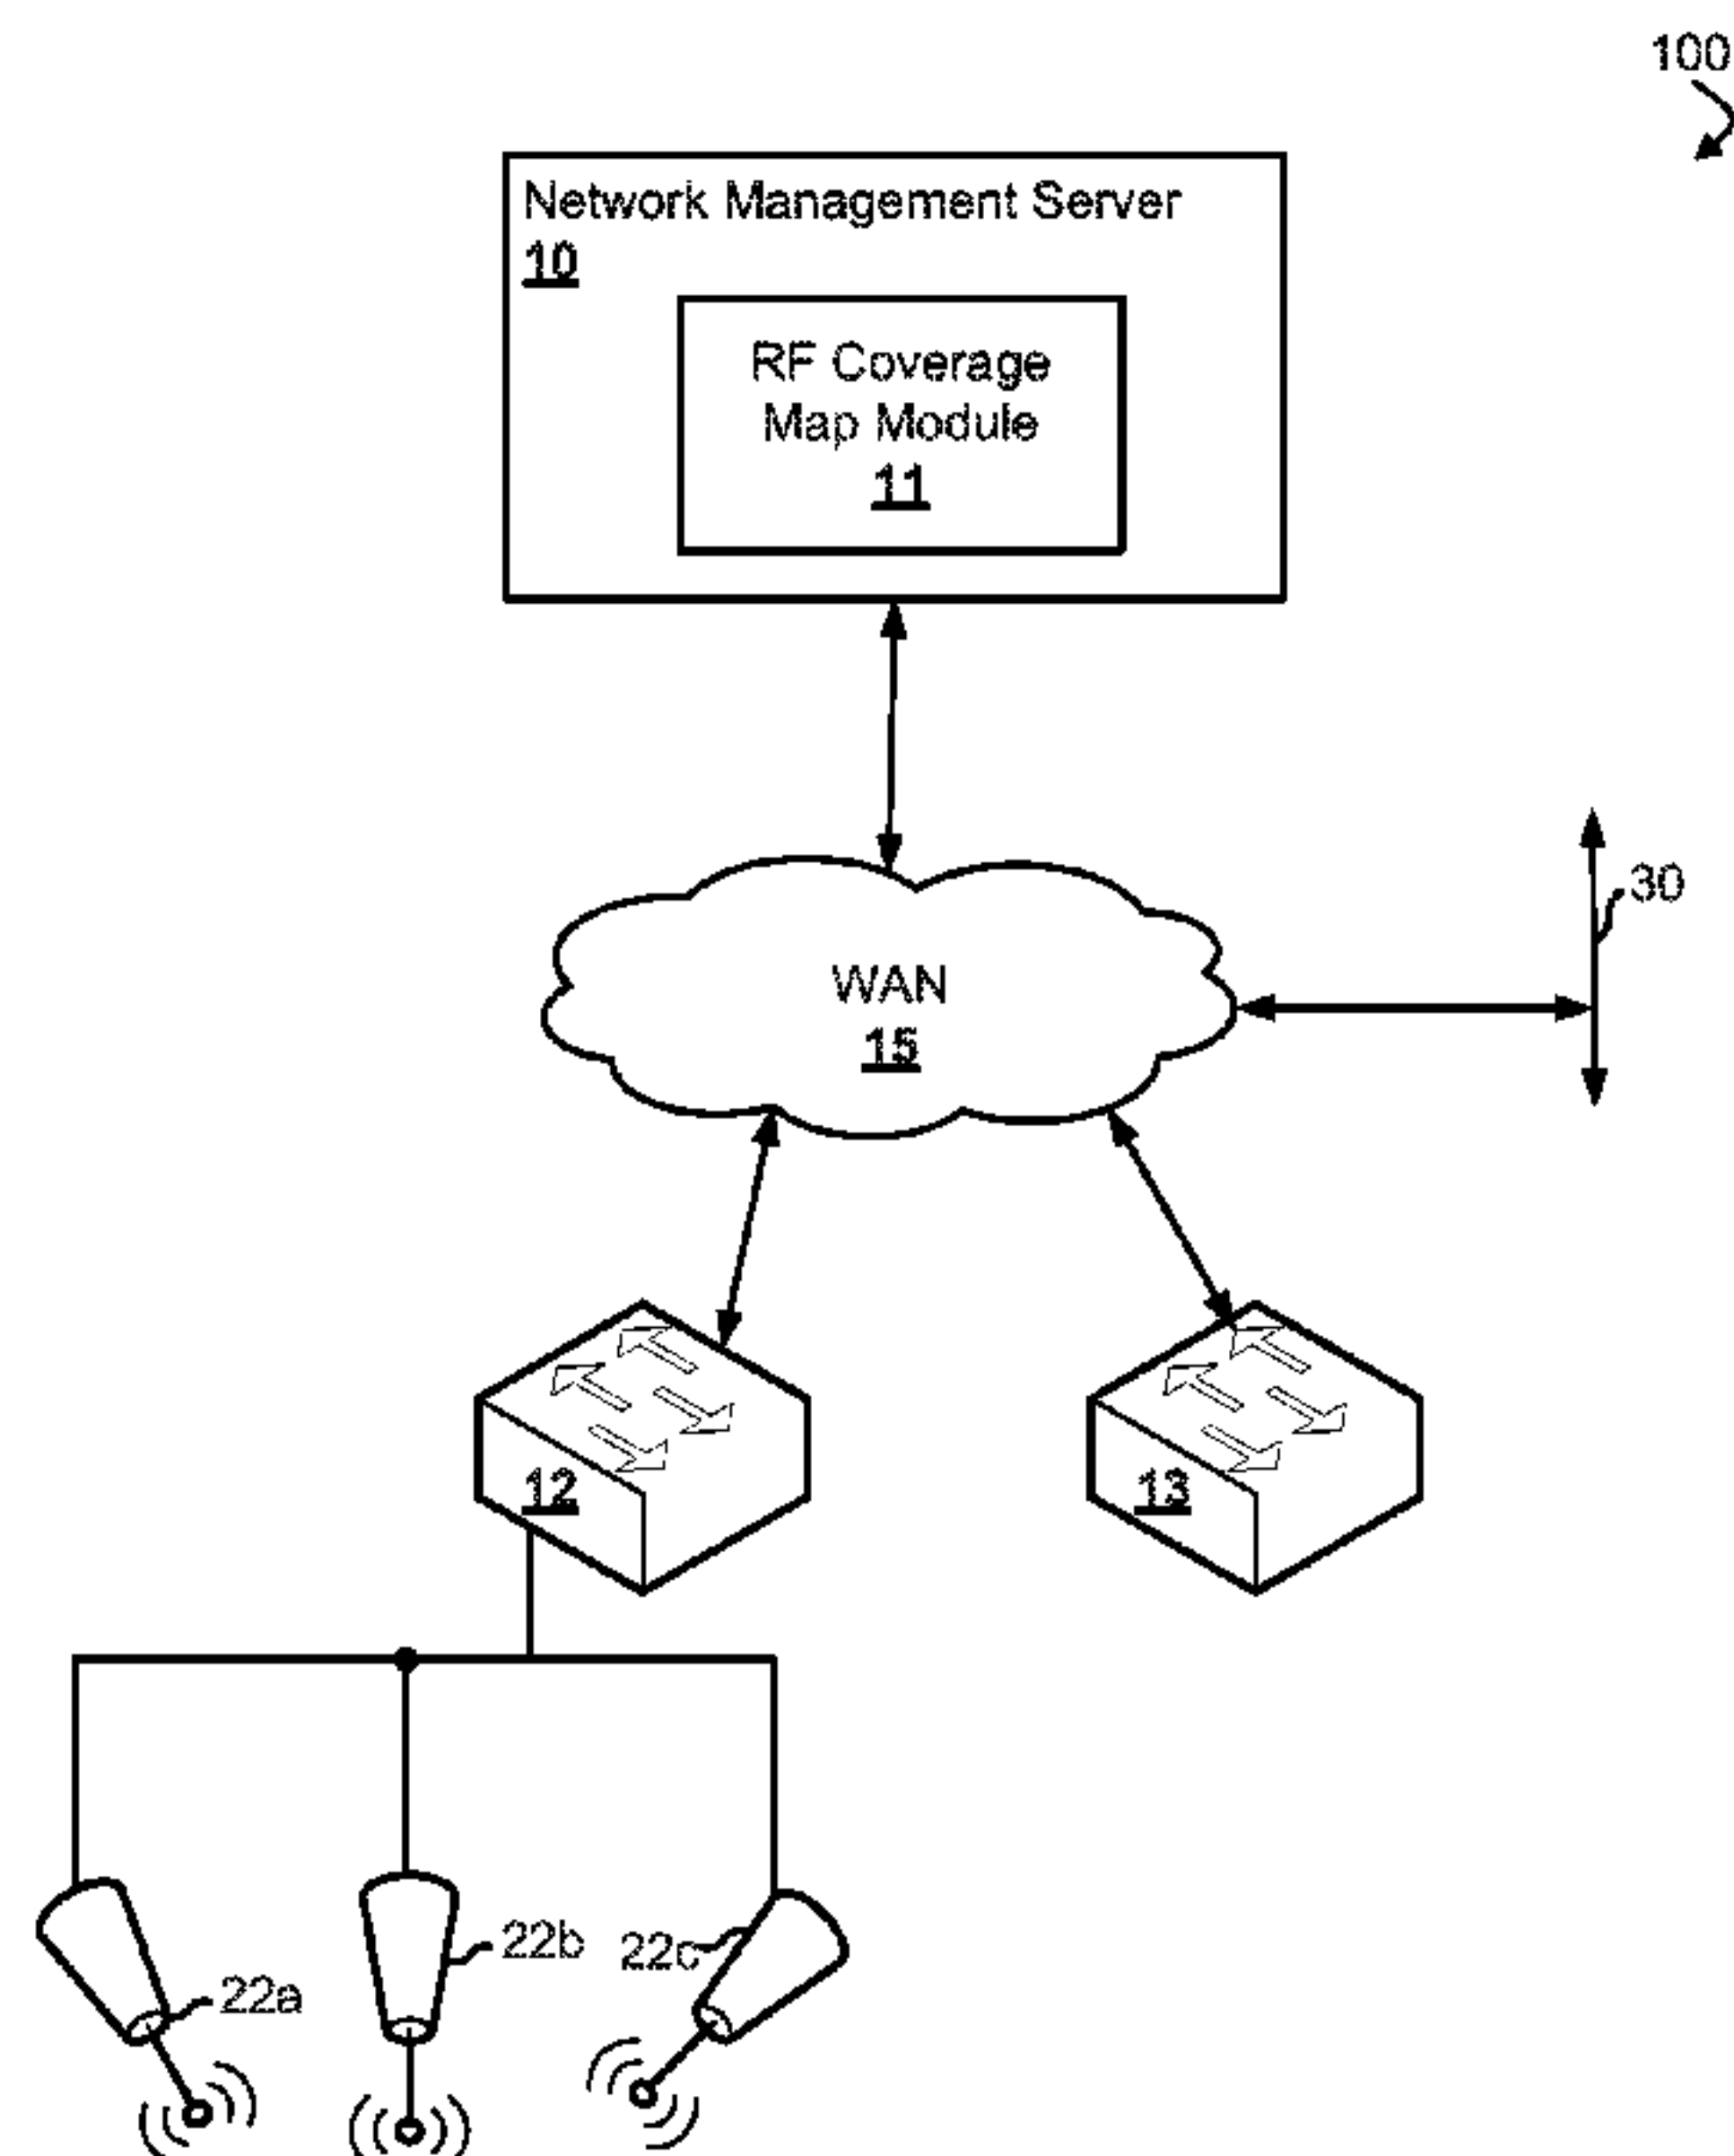 100
Network Management Server
10
RF Coverage
Map Module
11
30
WAN
15
12
13
22b
22c
22a